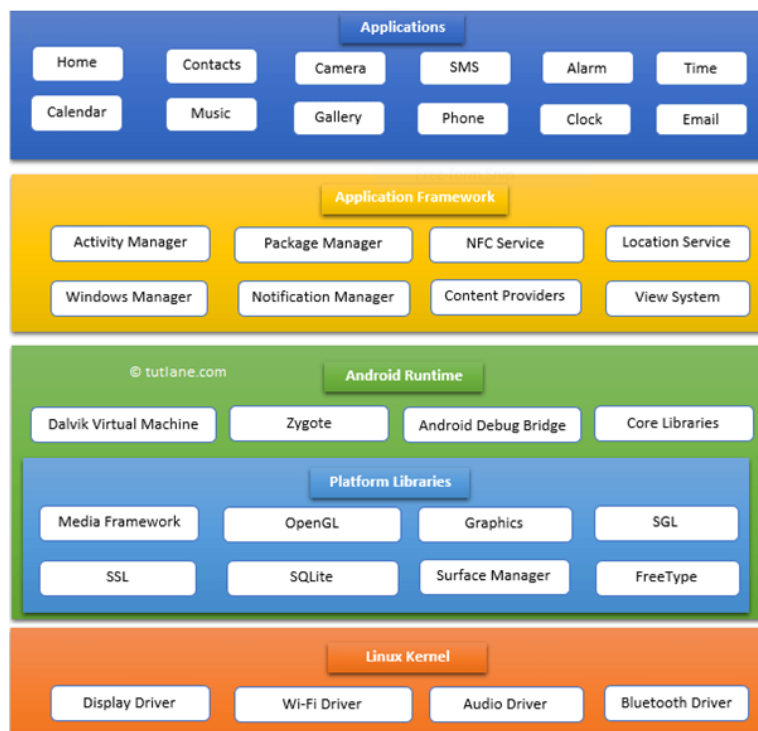 Applications
Home
Contacts
Camera
SMS
Alarm
Time
Calendar
Music
Gallery
Phone
Clock
Email
Application Framework
Activity Manager
Package Manager
NFC Service
Location Service
Windows Manager
Notification Manager
Content Providers
View System
© tutlane.com
Android Runtime
Dalvik Virtual Machine
Zygote
Android Debug Bridge
Core Libraries
Platform Libraries
Media Framework
OpenGL
Graphics
SGL
SSL
SQLite
Surface Manager
FreeType
Linux Kernel
Display Driver
Wi-Fi Driver
Audio Driver
Bluetooth Driver